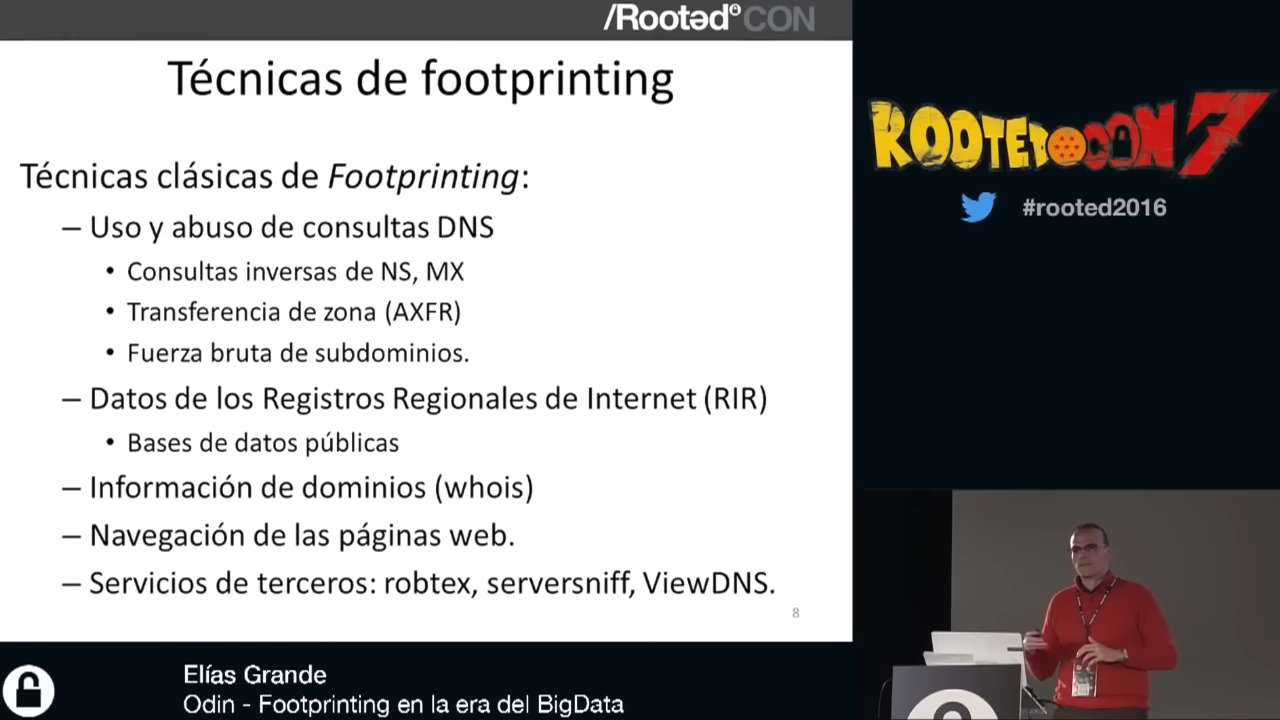 /Rootəd CON
Técnicas de footprinting
Técnicas clásicas de Footprinting:
– Uso y abuso de consultas DNS
• Consultas inversas de NS, MX
• Transferencia de zona (AXFR)
• Fuerza bruta de subdominios.
– Datos de los Registros Regionales de Internet (RIR)
• Bases de datos públicas
– Información de dominios (whois)
– Navegación de las páginas web.
– Servicios de terceros: robtex, serversniff, ViewDNS.
8
ROOTEDCON 7
#rooted2016
Elías Grande
Odin - Footprinting en la era del BigData